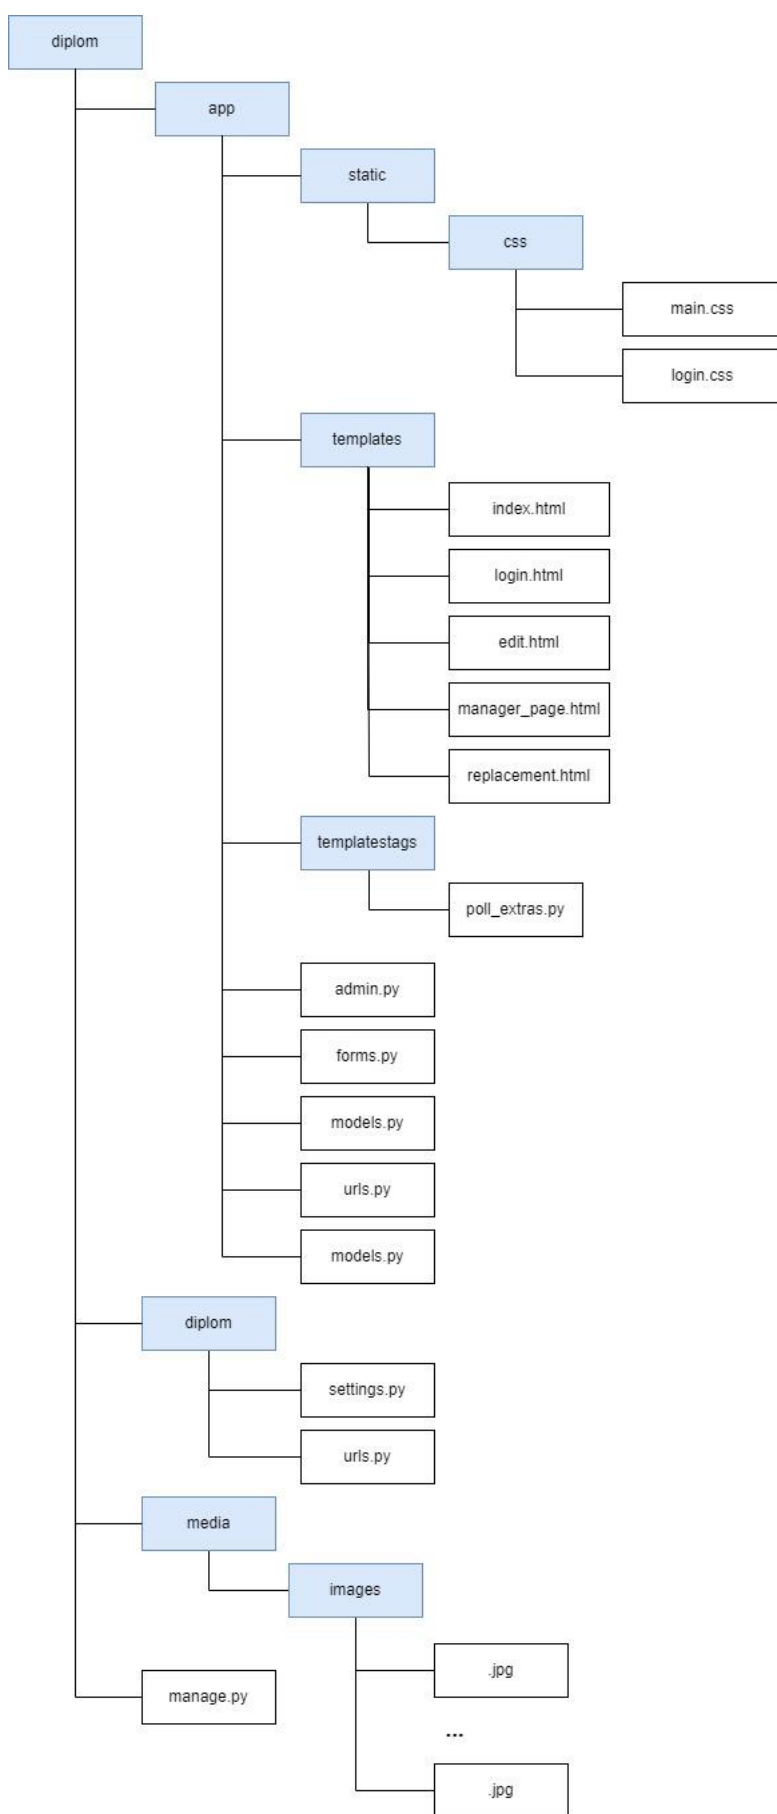 diplom
app
static
css
main.css
login.css
templates
index.html
login.html
edit.html
manager_page.html
replacement.html
templatestags
poll_extras.py
admin.py
forms.py
models.py
urls.py
models.py
diplom
settings.py
urls.py
media
images
.jpg
manage.py
...
.jpg